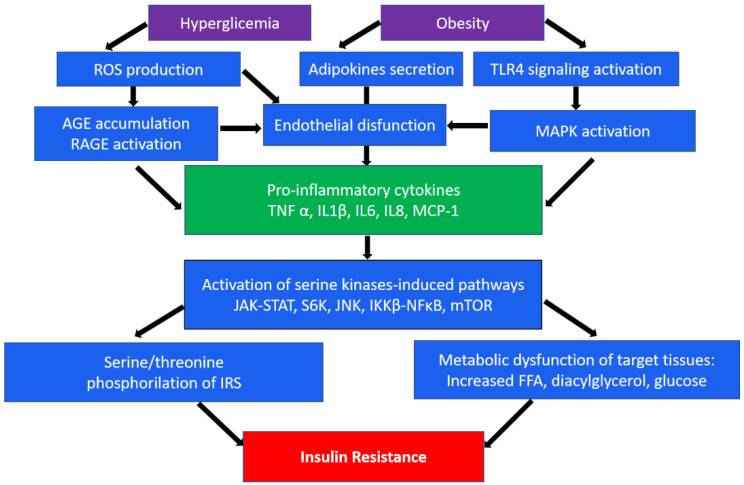 Hyperglicemia
Obesity
ROS production
Adipokines secretion
TLR4 signaling activation
AGE accumulation
RAGE activation
Endothelial disfunction
MAPK activation
Pro-inflammatory cytokines
TNF α, IL1β, IL6, IL8, MCP-1
Activation of serine kinases-induced pathways
JAK-STAT, S6K, JNK, IKKβ-NFκB, mTOR
Serine/threonine
phosphorilation of IRS
Metabolic dysfunction of target tissues:
Increased FFA, diacylglycerol, glucose
Insulin Resistance